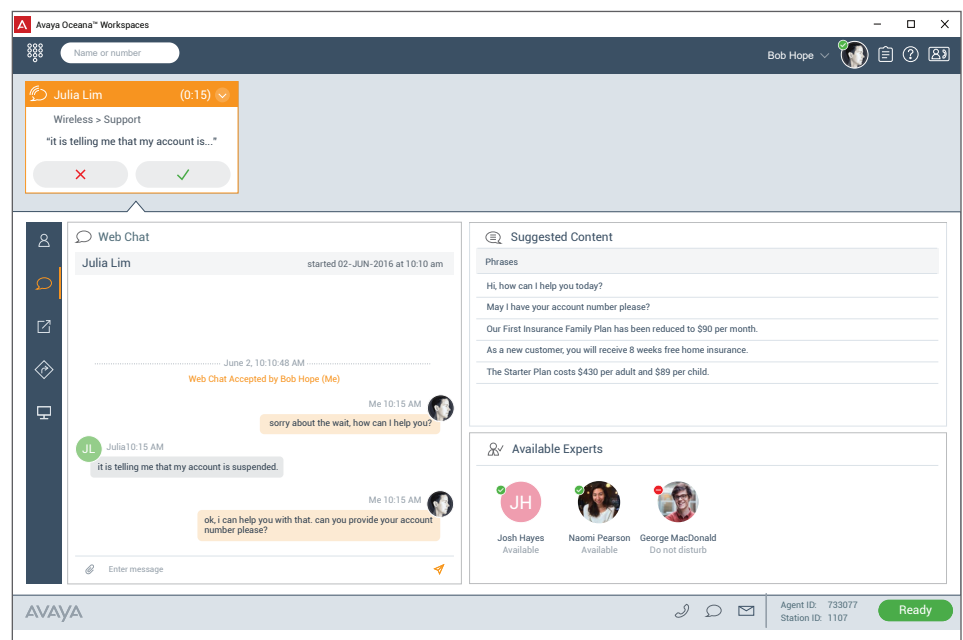 Avaya Oceana™ Workspaces
Name or number
Bob Hope
Julia Lim (0:15)
Wireless > Support
"it is telling me that my account is..."
Web Chat
Julia Lim started 02-JUN-2016 at 10:10 am
June 2, 10:10:48 AM
Web Chat Accepted by Bob Hope (Me)
Me 10:15 AM
sorry about the wait, how can I help you?
JL
Julia10:15 AM
it is telling me that my account is suspended.
Me 10:15 AM
ok, i can help you with that. can you provide your account
number please?
Enter message
Suggested Content
Phrases
Hi, how can I help you today?
May I have your account number please?
Our First Insurance Family Plan has been reduced to $90 per month.
As a new customer, you will receive 8 weeks free home insurance.
The Starter Plan costs $430 per adult and $89 per child.
Available Experts
JH
Josh Hayes Naomi Pearson George MacDonald
Available Available Do not disturb
AVAYA
Agent ID: 733077
Station ID: 1107
Ready